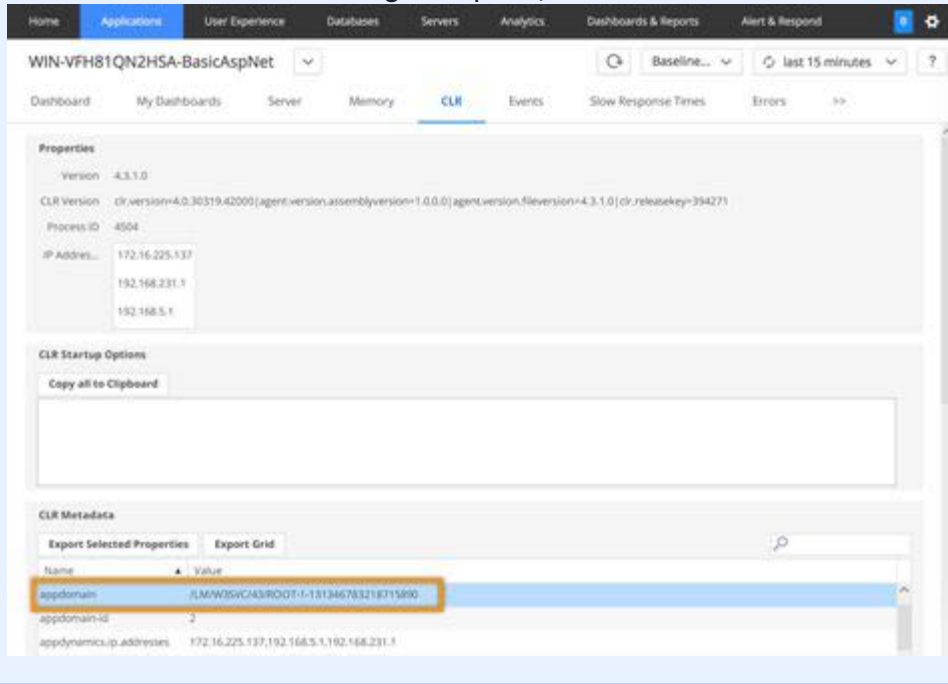 Home Applications User Experience Databases Servers Analytics Dashboards & Reports Alert & Respond 0
WIN-VFH81QN2HSA-BasicAspNet Baseline... last 15 minutes ?
Dashboard My Dashboards Server Memory CLR Events Slow Response Times Errors >>
Properties
Version 4.3.1.0
CLR Version clr.version=4.0.30319.42000|agent.version.assemblyversion=1.0.0.0|agent.version.fileversion=4.3.1.0|clr.releasekey=394271
Process ID 4504
IP Addres... 172.16.225.137
192.168.231.1
192.168.5.1
CLR Startup Options
Copy all to Clipboard
CLR Metadata
Export Selected Properties Export Grid
Name Value
appdomain /LM/W3SVC/43/ROOT-1-131346783218715890
appdomain-id 2
appdynamics.ip.addresses 172.16.225.137,192.168.5.1,192.168.231.1